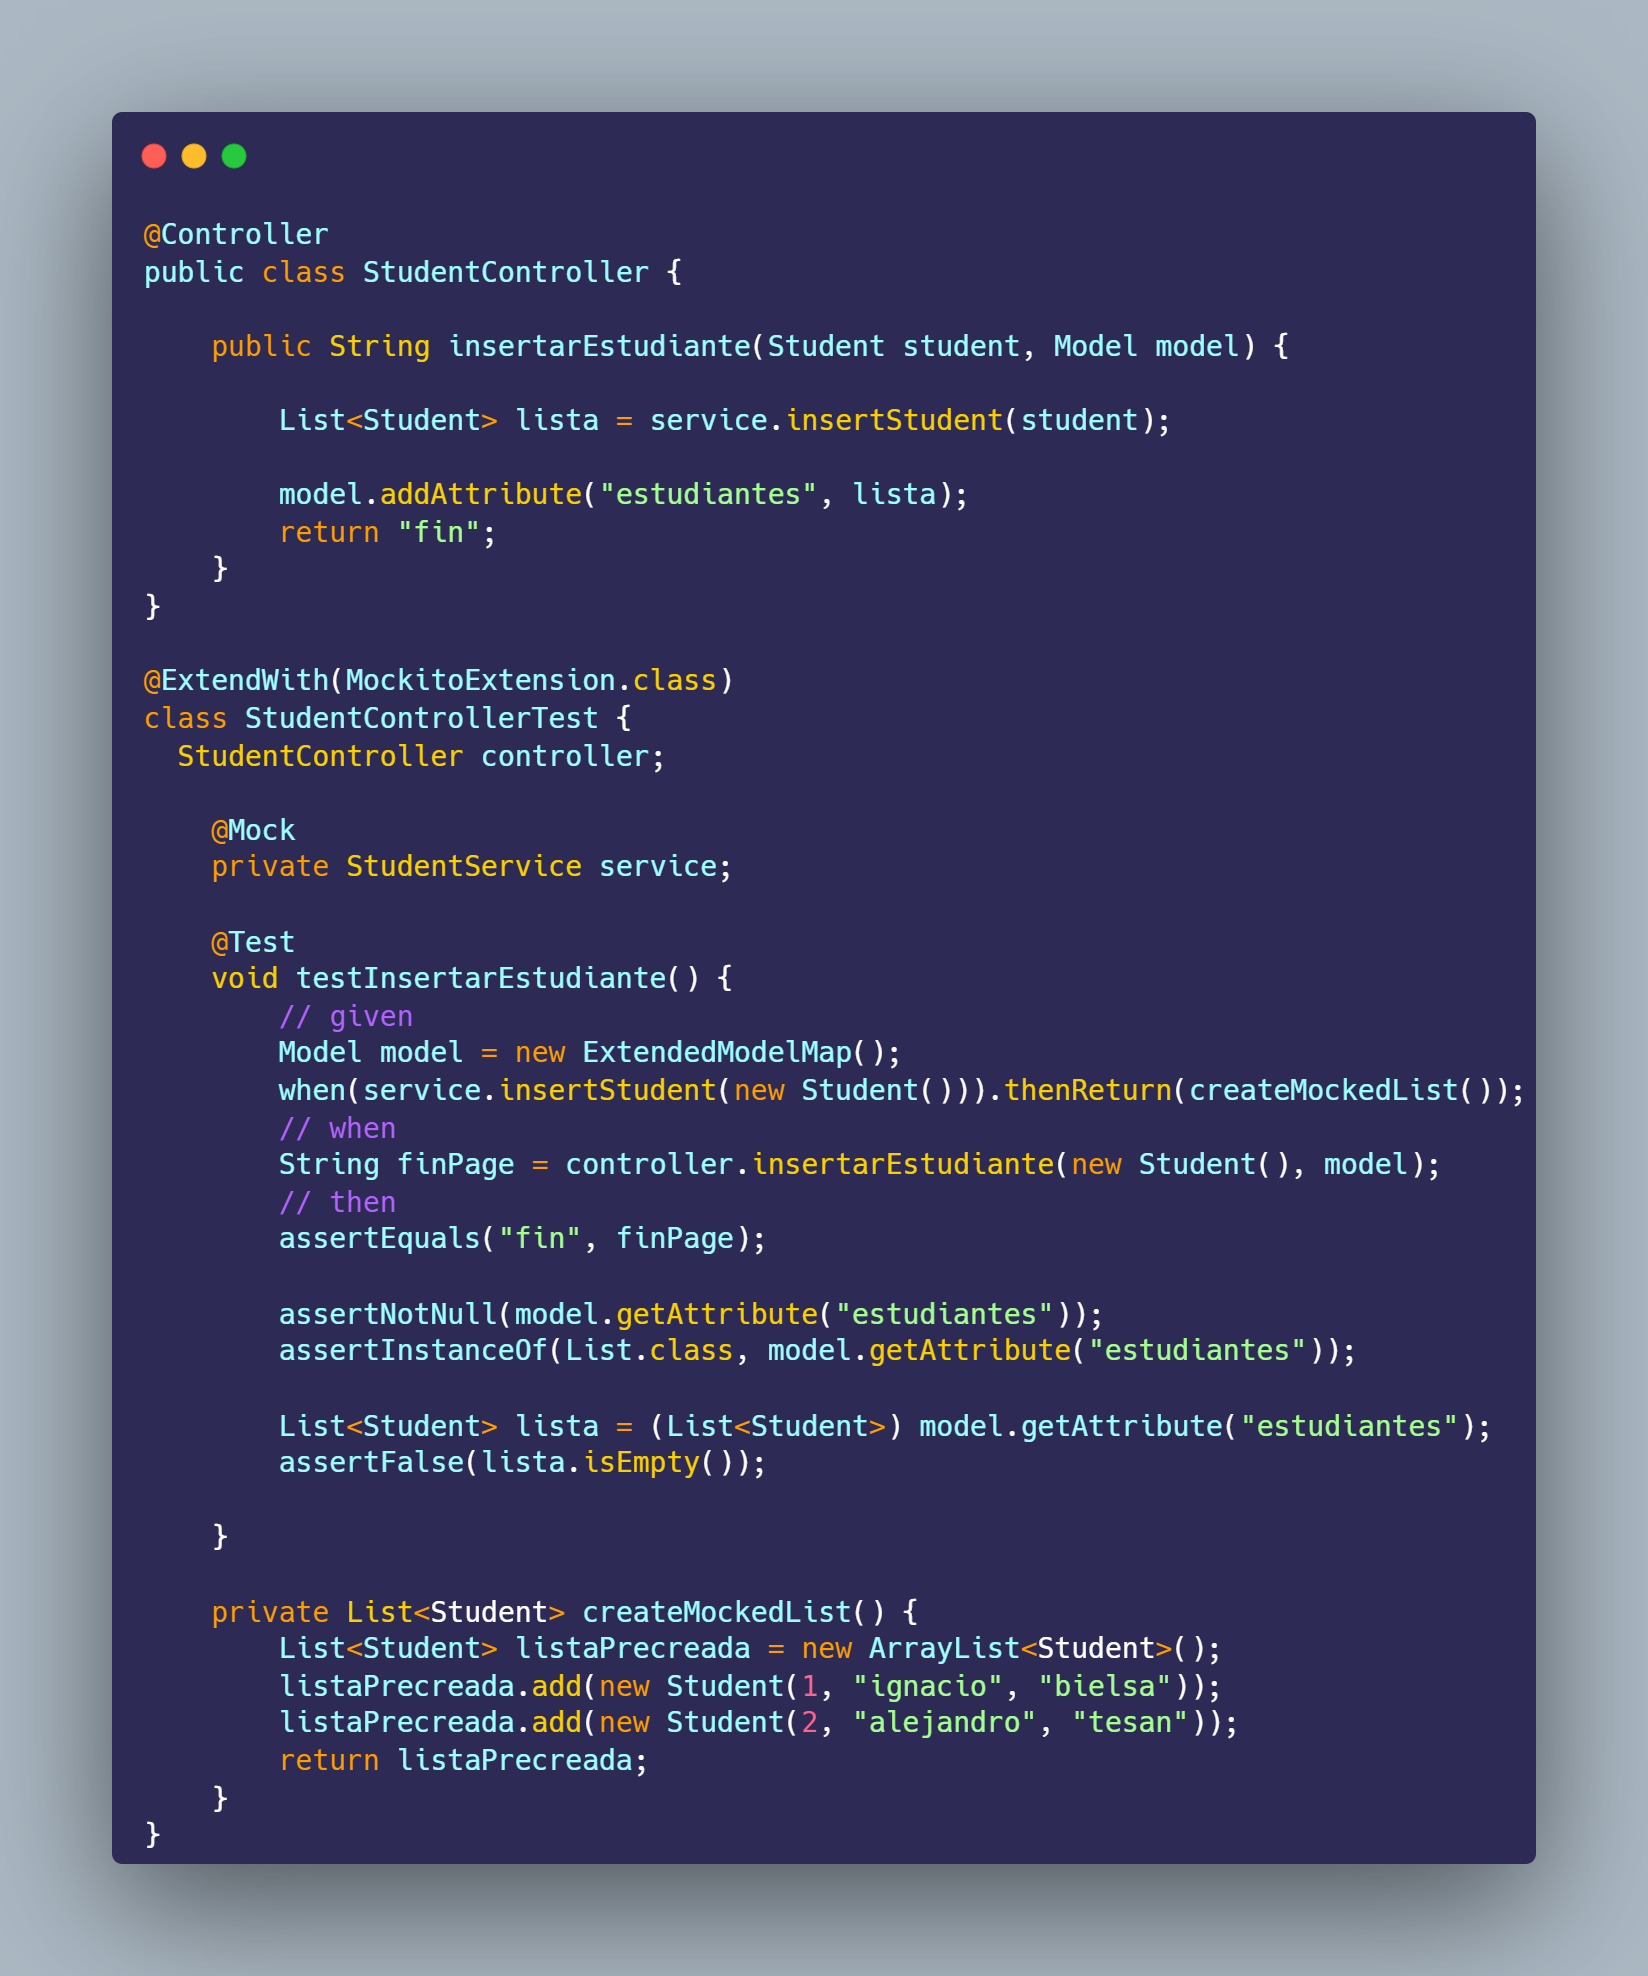 @Controller
public class StudentController {
public String insertarEstudiante(Student student, Model model) {
List<Student> lista = service.insertStudent(student);
model.addAttribute("estudiantes", lista);
return "fin";
}
}
@ExtendWith(MockitoExtension.class)
class StudentControllerTest {
StudentController controller;
@Mock
private StudentService service;
@Test
void testInsertarEstudiante() {
// given
Model model = new ExtendedModelMap();
when(service.insertStudent(new Student())).thenReturn(createMockedList());
// when
String finPage = controller.insertarEstudiante(new Student(), model);
// then
assertEquals("fin", finPage);
assertNotNull(model.getAttribute("estudiantes"));
assertInstanceOf(List.class, model.getAttribute("estudiantes"));
List<Student> lista = (List<Student>) model.getAttribute("estudiantes");
assertFalse(lista.isEmpty());
}
private List<Student> createMockedList() {
List<Student> listaPrecreada = new ArrayList<Student>();
listaPrecreada.add(new Student(1, "ignacio", "bielsa"));
listaPrecreada.add(new Student(2, "alejandro", "tesan"));
return listaPrecreada;
}
}